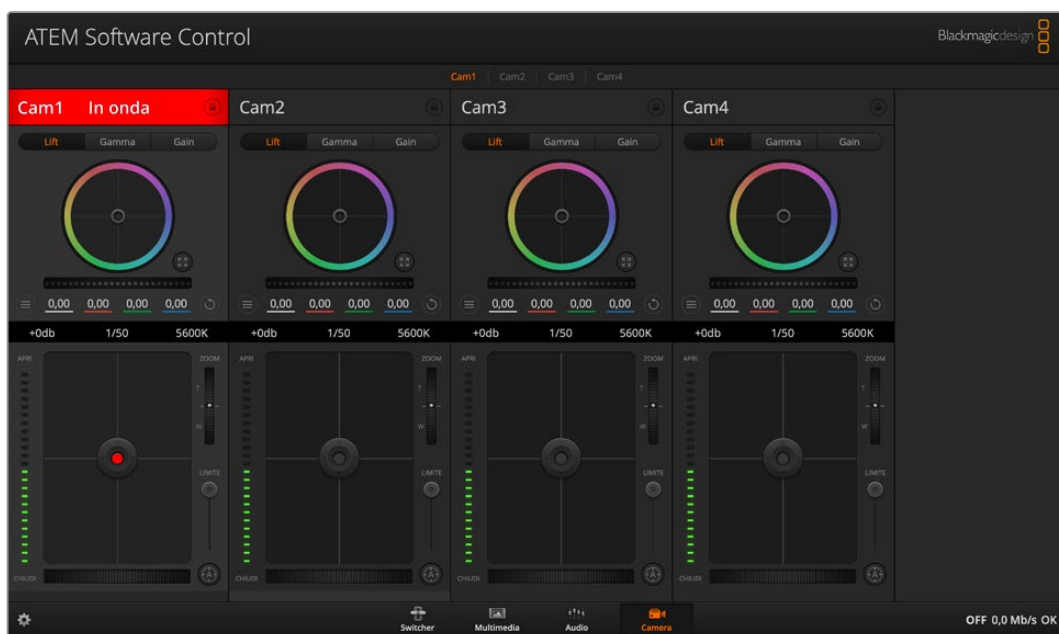 ATEM Software Control
Blackmagicdesign
Cam1 Cam2 Cam3 Cam4
Cam1 In onda Cam2 Cam3 Cam4
Lift Gamma Gain Lift Gamma Gain Lift Gamma Gain Lift Gamma Gain
0,00 0,00 0,00 0,00 0,00 0,00 0,00 0,00 0,00 0,00 0,00 0,00 0,00 0,00 0,00 0,00
+0db 1/50 5600K +0db 1/50 5600K +0db 1/50 5600K +0db 1/50 5600K
APRI ZOOM APRI ZOOM APRI ZOOM APRI ZOOM
T T T T
W W W W
LIMITE LIMITE LIMITE LIMITE
CHIUDI A CHIUDI A CHIUDI A CHIUDI A
Switcher Multimedia Audio Camera
OFF 0,0 Mb/s OK